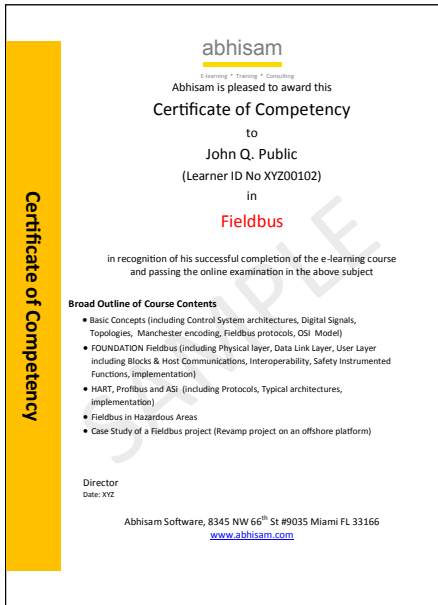 abhisam
E-learning * Training * Consulting
Abhisam is pleased to award this
Certificate of Competency
to
John Q. Public
(Learner ID No XYZ00102)
in
Fieldbus
in recognition of his successful completion of the e-learning course
and passing the online examination in the above subject
Broad Outline of Course Contents
• Basic Concepts (including Control System architectures, Digital Signals,
Topologies, Manchester encoding, Fieldbus protocols, OSI Model)
• FOUNDATION Fieldbus (including Physical layer, Data Link Layer, User Layer
including Blocks & Host Communications, Interoperability, Safety Instrumented
Functions, implementation)
• HART, Profibus and ASi (including Protocols, Typical architectures,
implementation)
• Fieldbus in Hazardous Areas
• Case Study of a Fieldbus project (Revamp project on an offshore platform)
Director
Date: XYZ
Abhisam Software, 8345 NW 66th St #9035 Miami FL 33166
www.abhisam.com
Certificate of Competency
SAMPLE